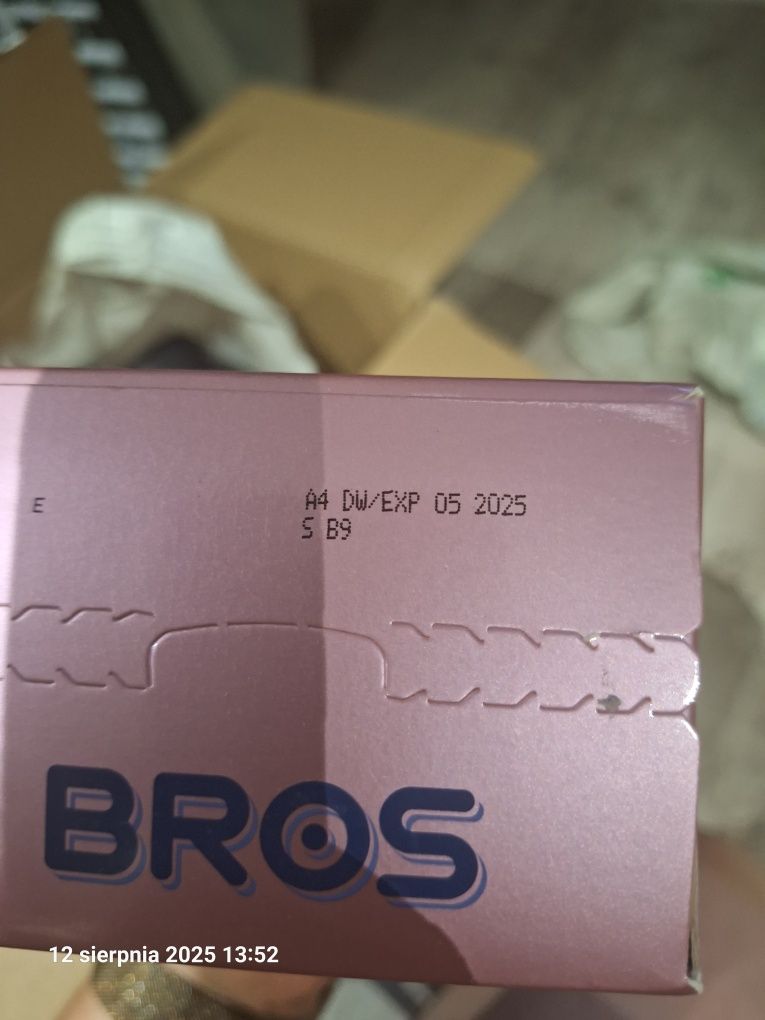 E
A4 DW/EXP 05 2025
S B9
BROS
12 sierpnia 2025 13:52